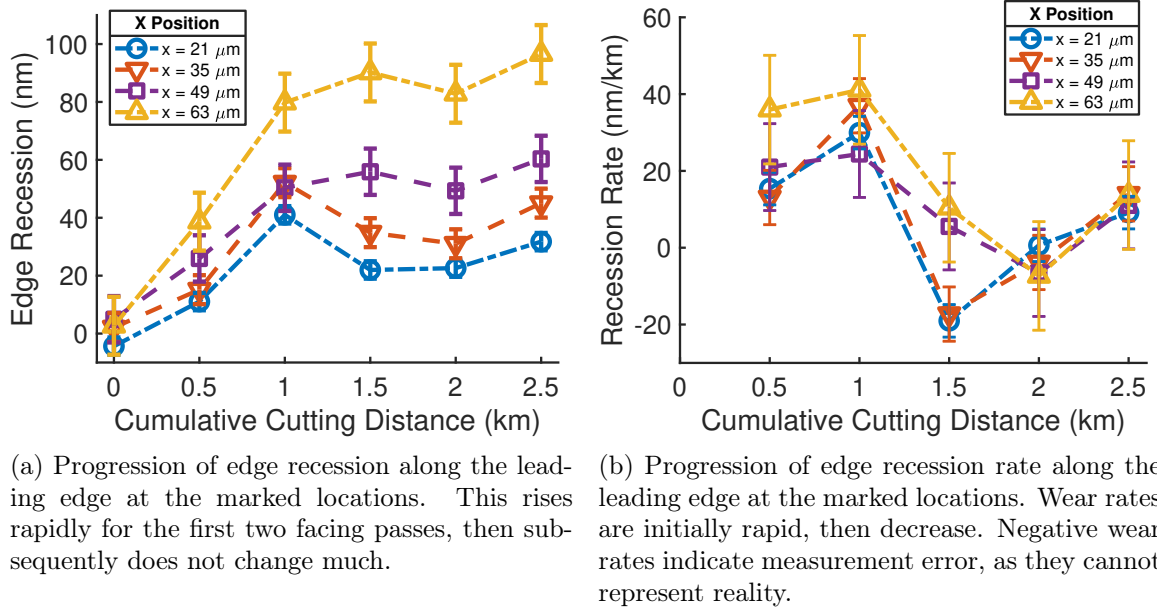 X Position
x = 21 μm
x = 35 μm
x = 49 μm
x = 63 μm
Edge Recession (nm)
100
80
60
40
20
0
0 0.5 1 1.5 2 2.5
Cumulative Cutting Distance (km)
X Position
x = 21 μm
x = 35 μm
x = 49 μm
x = 63 μm
Recession Rate (nm/km)
60
40
20
0
-20
0 0.5 1 1.5 2 2.5
Cumulative Cutting Distance (km)
(a) Progression of edge recession along the lead-
ing edge at the marked locations. This rises
rapidly for the first two facing passes, then sub-
sequently does not change much.
(b) Progression of edge recession rate along the
leading edge at the marked locations. Wear rates
are initially rapid, then decrease. Negative wear
rates indicate measurement error, as they cannot
represent reality.